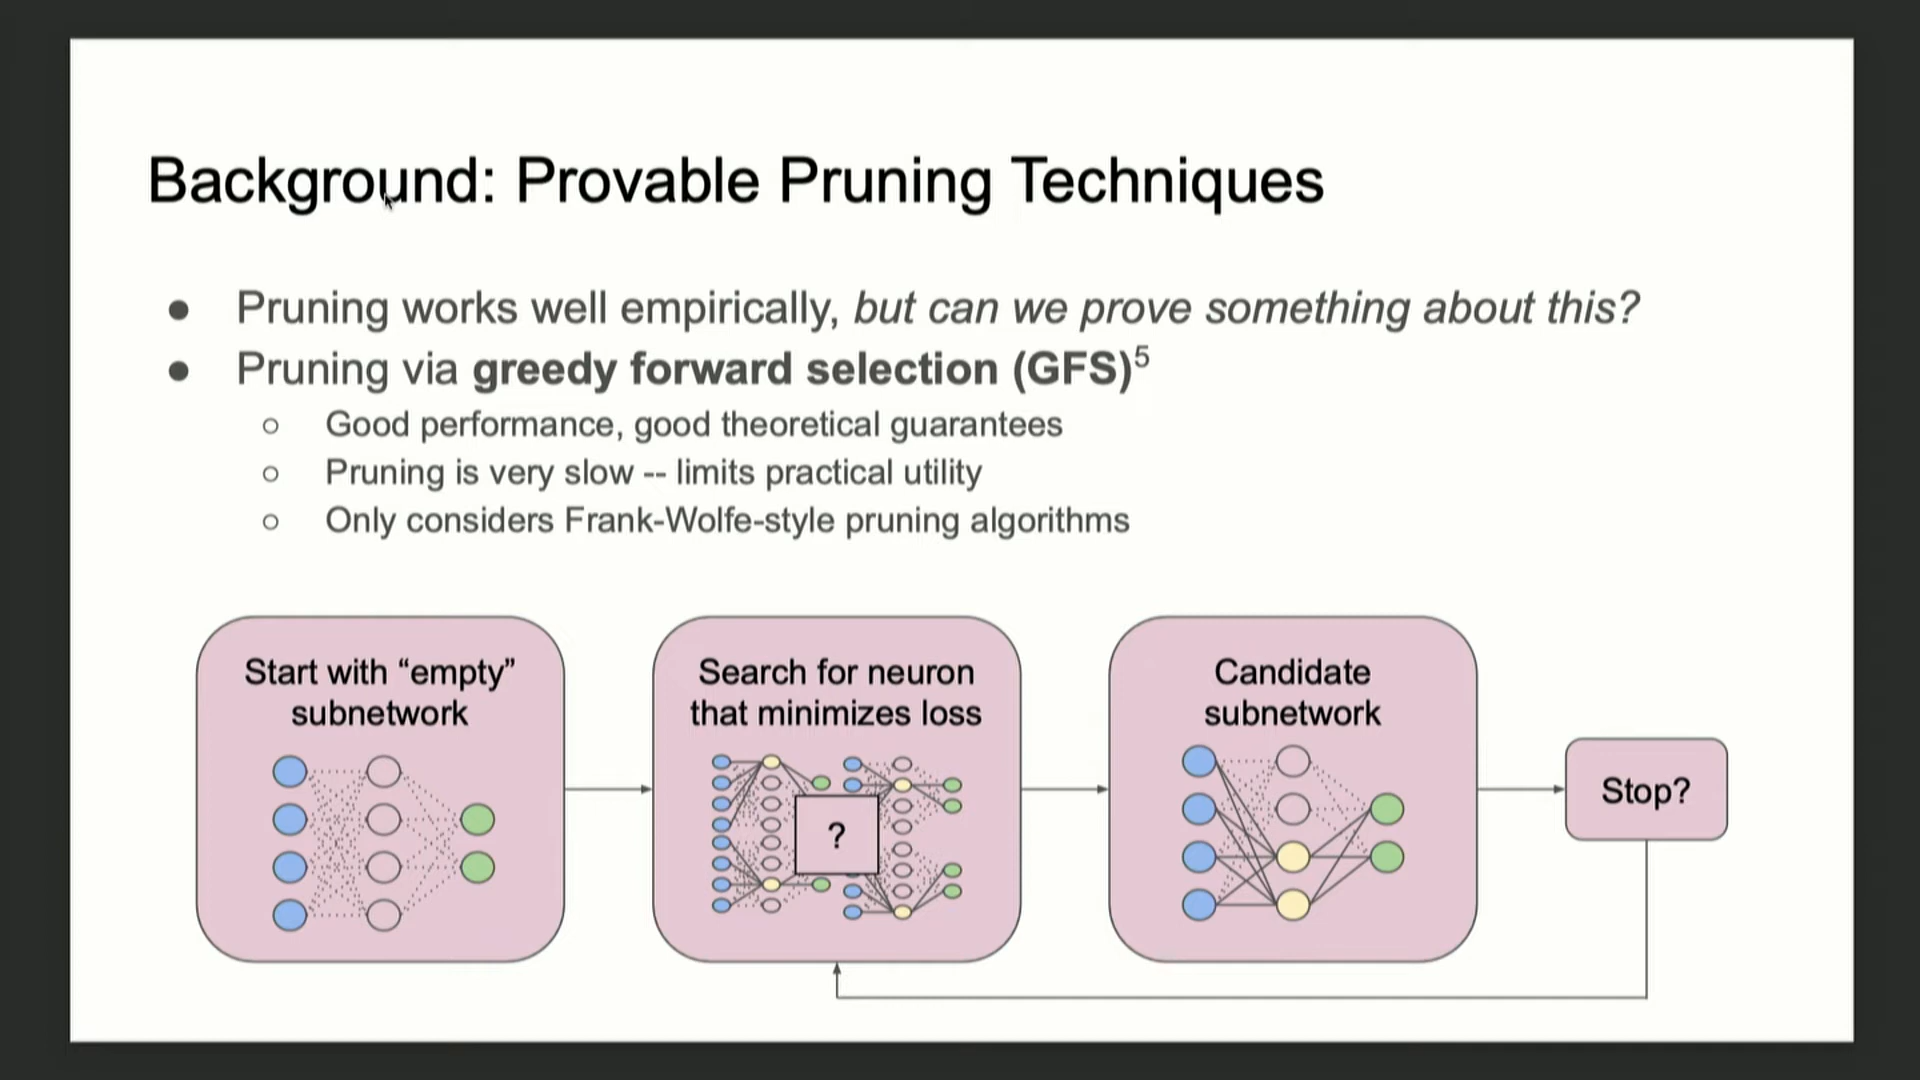 Background: Provable Pruning Techniques
● Pruning works well empirically, but can we prove something about this?
● Pruning via greedy forward selection (GFS)⁵
○ Good performance, good theoretical guarantees
○ Pruning is very slow -- limits practical utility
○ Only considers Frank-Wolfe-style pruning algorithms
Start with “empty”
subnetwork
Search for neuron
that minimizes loss
?
Candidate
subnetwork
Stop?